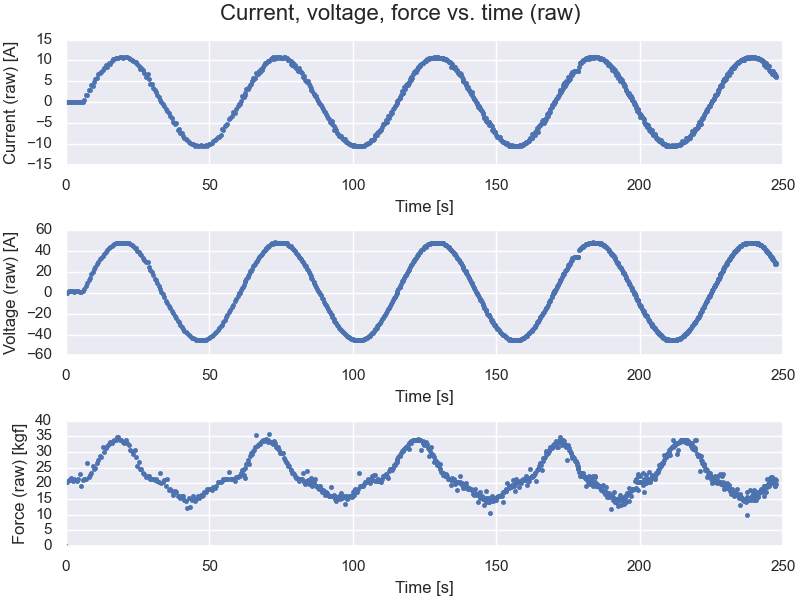 Current, voltage, force vs. time (raw)
Current (raw) [A]
15
10
5
0
−5
−10
−15
0 50 100 150 200 250
Time [s]
Voltage (raw) [A]
60
40
20
0
−20
−40
−60
0 50 100 150 200 250
Time [s]
Force (raw) [kgf]
40
35
30
25
20
15
10
5
0
0 50 100 150 200 250
Time [s]